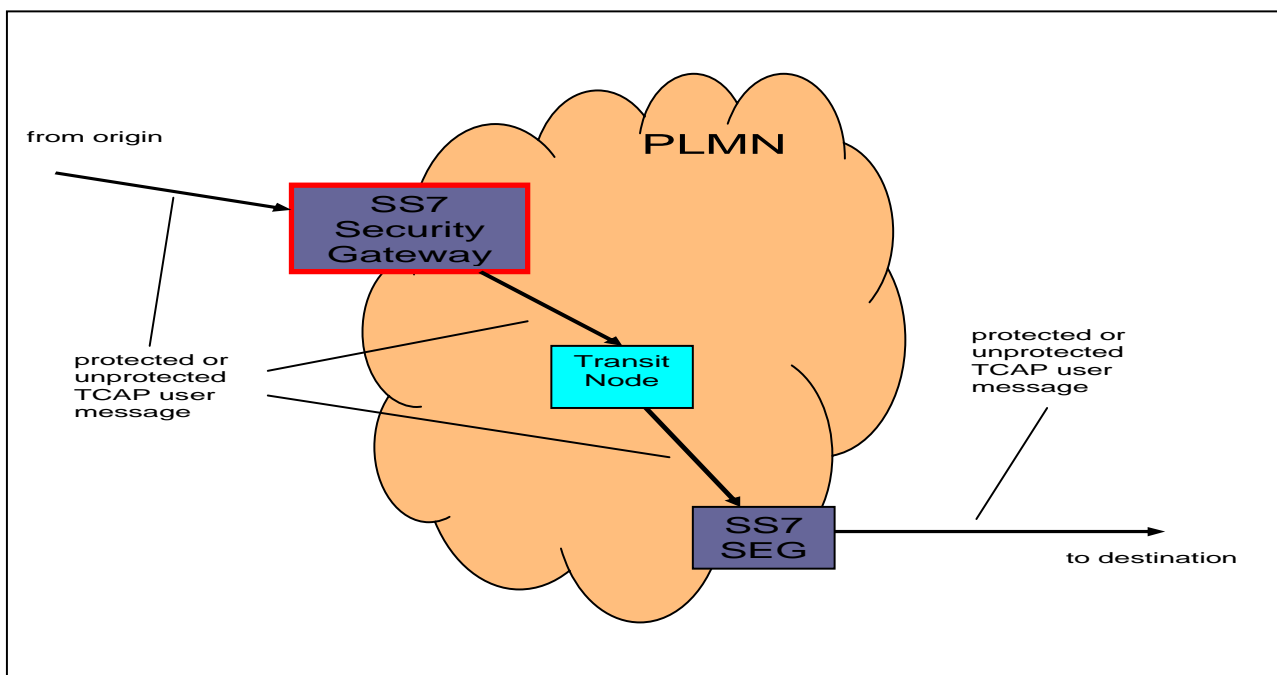 from origin
PLMN
SS7
Security
Gateway
protected or
unprotected
TCAP user
message
Transit
Node
protected or
unprotected
TCAP user
message
SS7
SEG
to destination